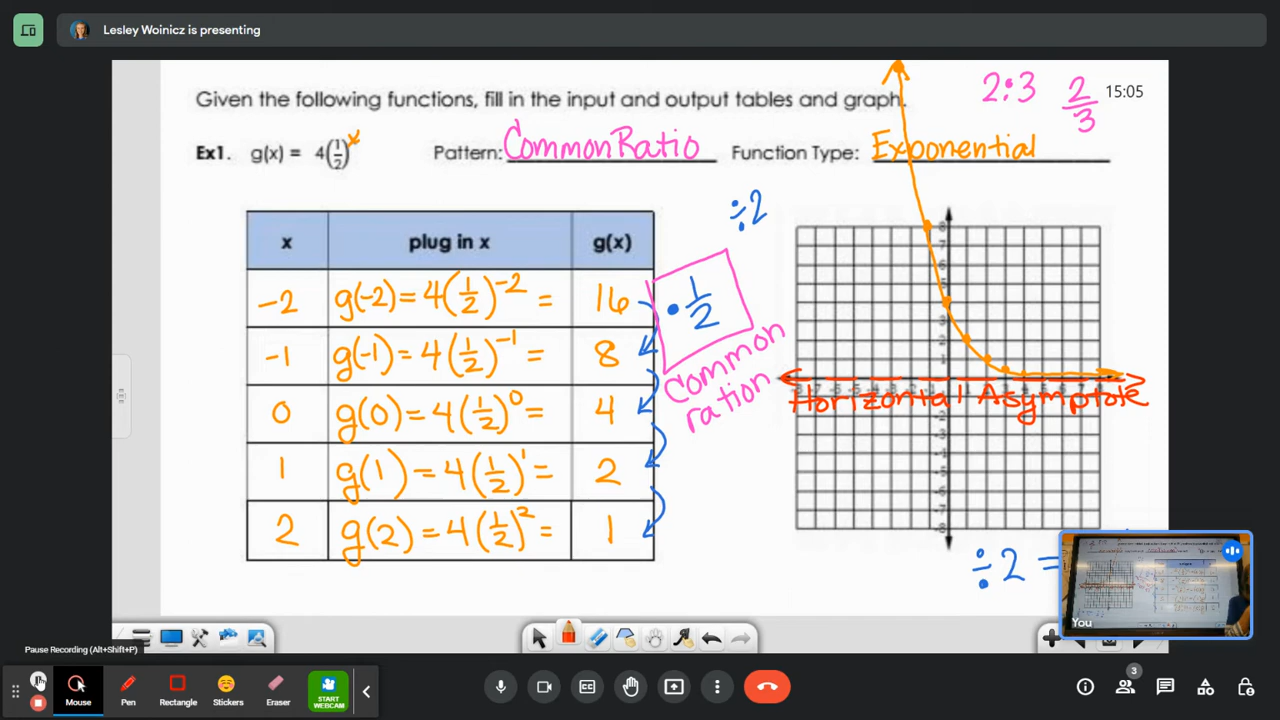 Lesley Woinicz is presenting
Given the following functions, fill in the input and output tables and graph.
2:3 2/3
15:05
Ex1. g(x) = 4(1/2)^x Pattern: Common Ratio Function Type: Exponential
÷2
x plug in x g(x)
-2 g(-2) = 4(1/2)^-2 = 16
-1 g(-1) = 4(1/2)^-1 = 8
0 g(0) = 4(1/2)^0 = 4
1 g(1) = 4(1/2)^1 = 2
2 g(2) = 4(1/2)^2 = 1
• 1/2
Common
ration
Horizontal Asymptote
÷2 =
You
Pause Recording (Alt+Shift+P)
Mouse Pen Rectangle Stickers Eraser START WEBCAM
3